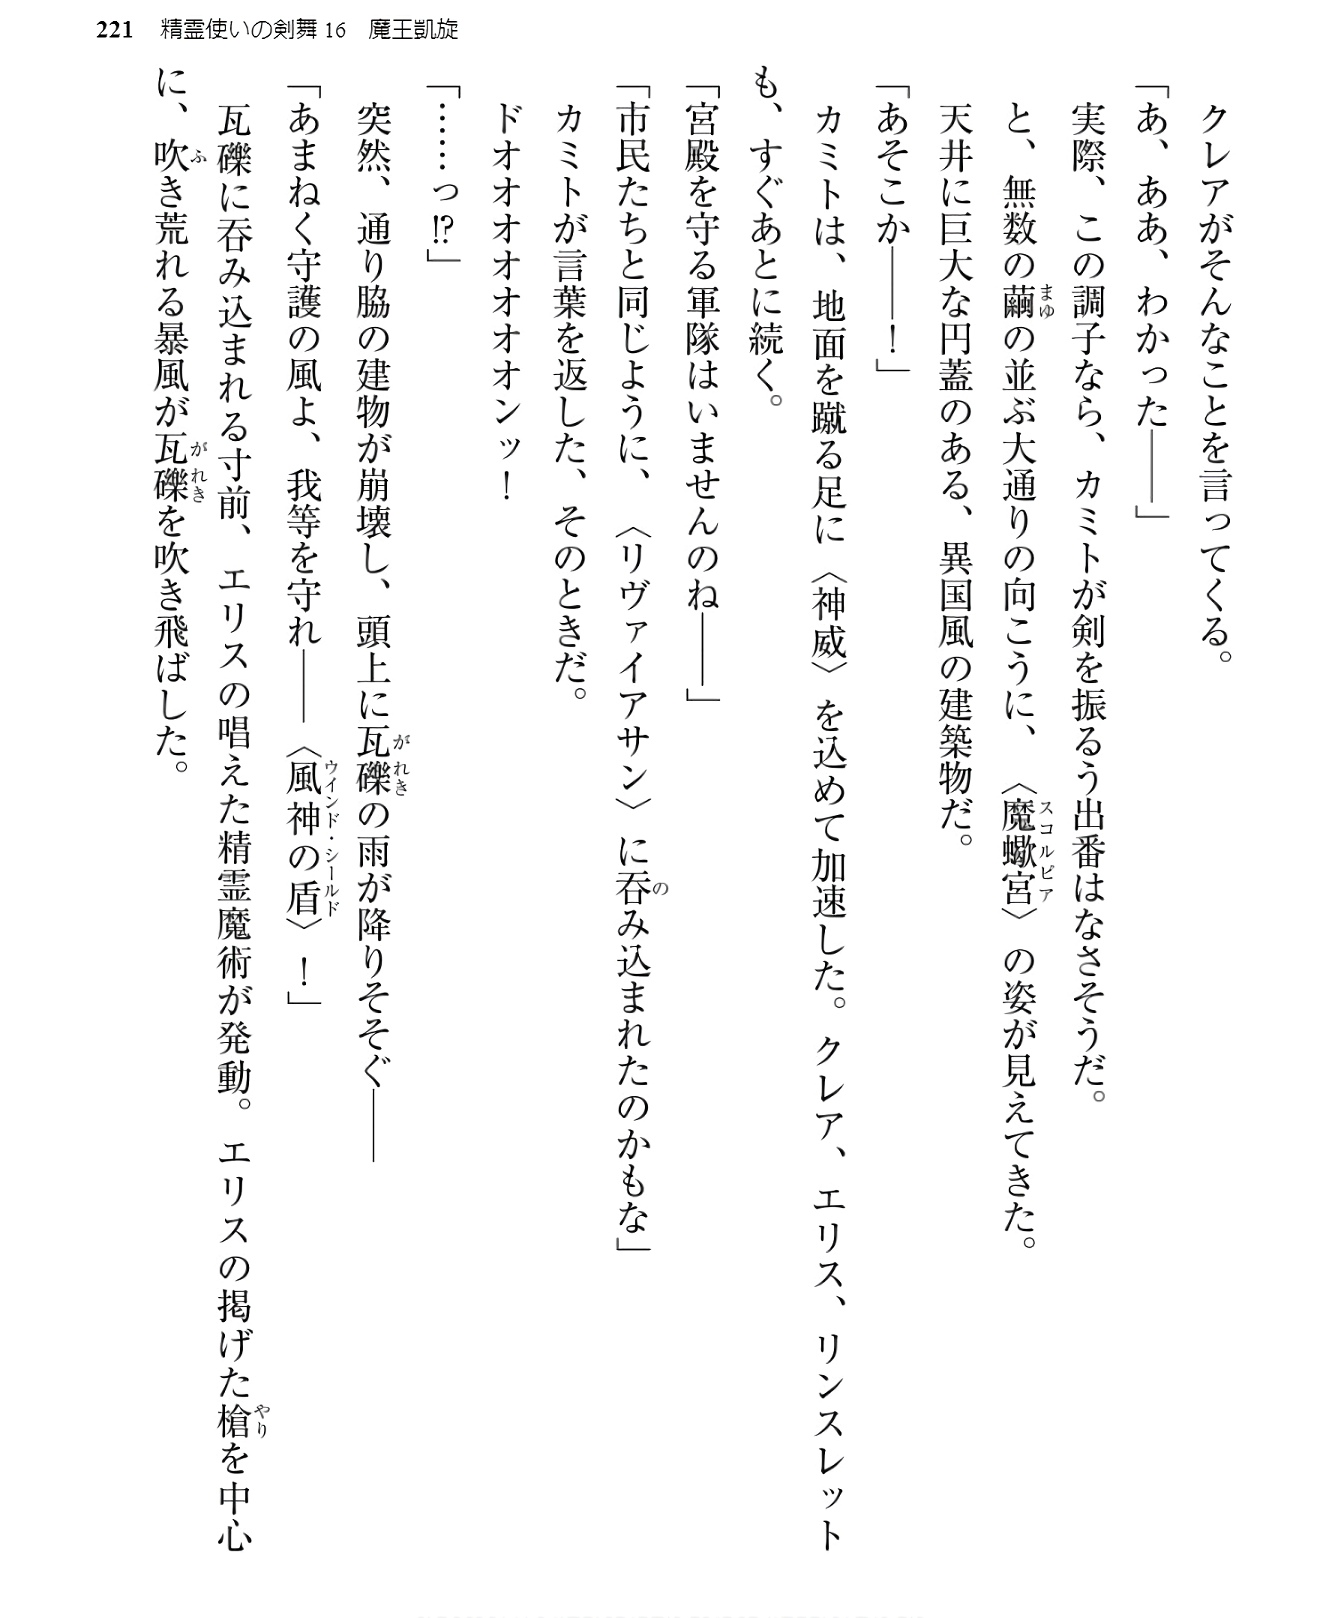 221 精霊使いの剣舞16 魔王凱旋
クレアがそんなことを言ってくる。
「あ、ああ、わかった――」
実際、この調子なら、カミトが剣を振るう出番はなさそうだ。
と、無数の繭の並ぶ大通りの向こうに、〈魔蠍宮〉の姿が見えてきた。
まゆ
スコルピア
天井に巨大な円蓋のある、異国風の建築物だ。
「あそこか――！」
カミトは、地面を蹴る足に〈神威〉を込めて加速した。クレア、エリス、リンスレット
も、すぐあとに続く。
「宮殿を守る軍隊はいませんのね――」
「市民たちと同じように、〈リヴァイアサン〉に呑み込まれたのかもな」
の
カミトが言葉を返した、そのときだ。
ドオオオオオオオンッ！
「……っ!?」
突然、通り脇の建物が崩壊し、頭上に瓦礫の雨が降りそそぐ――
がれき
「あまねく守護の風よ、我等を守れ――〈風神の盾〉！」
ウインド・シールド
瓦礫に呑み込まれる寸前、エリスの唱えた精霊魔術が発動。エリスの掲げた槍を中心
やり
に、吹き荒れる暴風が瓦礫を吹き飛ばした。
ふ
がれき